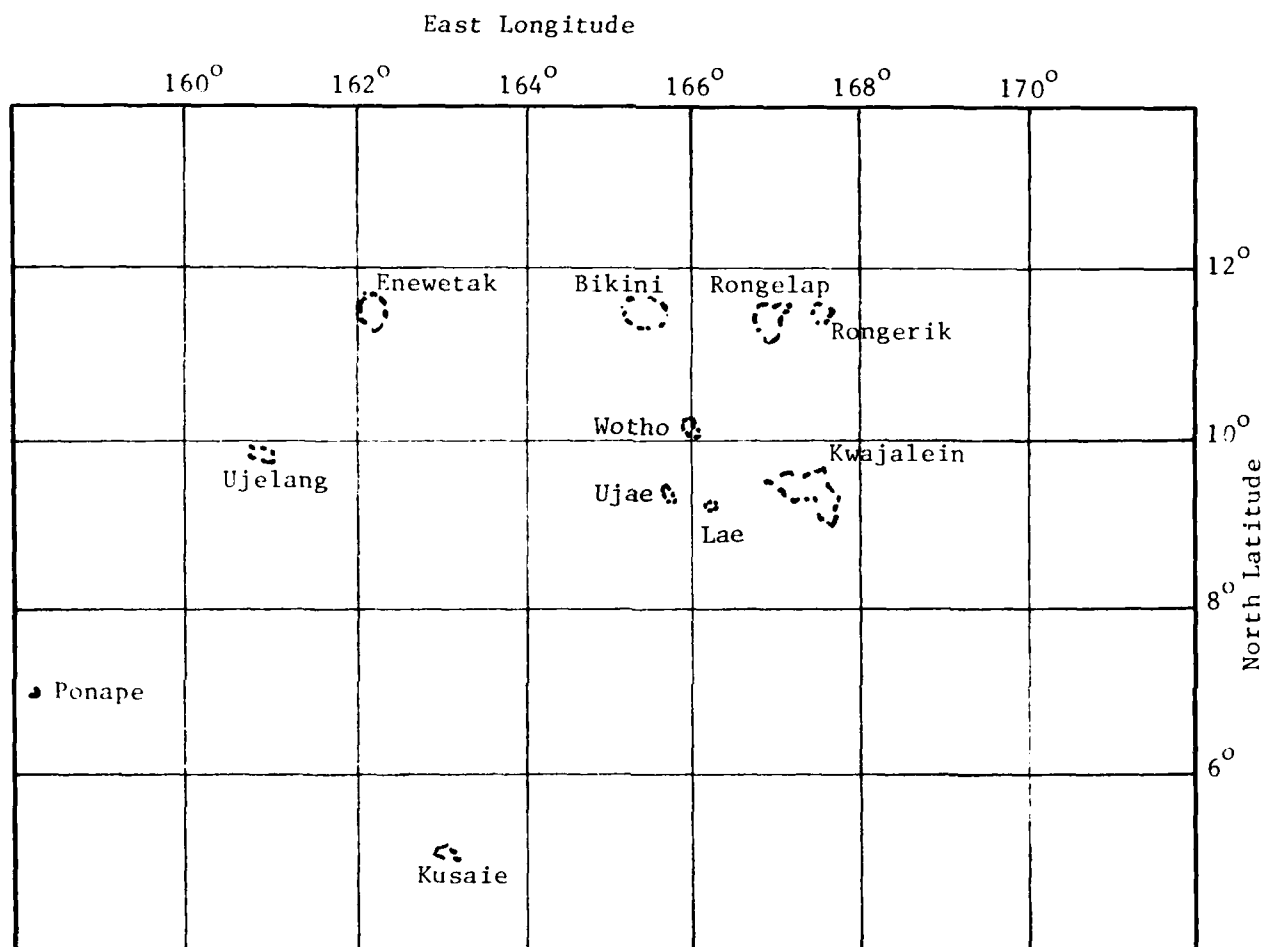 East Longitude
160° 162° 164° 166° 168° 170°
12°
Enewetak Bikini Rongelap
Rongerik
Wotho
10°
Kwajalein
Ujelang Ujae
Lae
8°
North Latitude
Ponape
6°
Kusaie